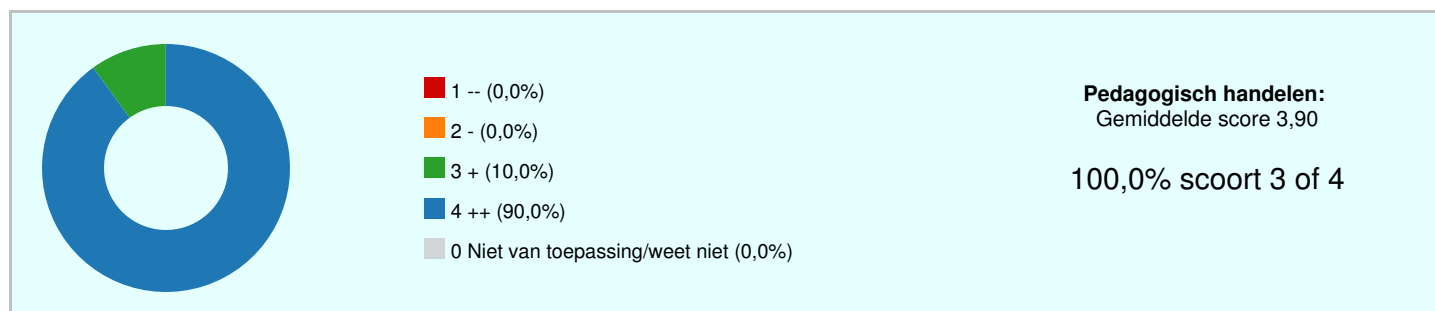 1 -- (0,0%)
2 - (0,0%)
3 + (10,0%)
4 ++ (90,0%)
0 Niet van toepassing/weet niet (0,0%)
Pedagogisch handelen:
Gemiddelde score 3,90
100,0% scoort 3 of 4